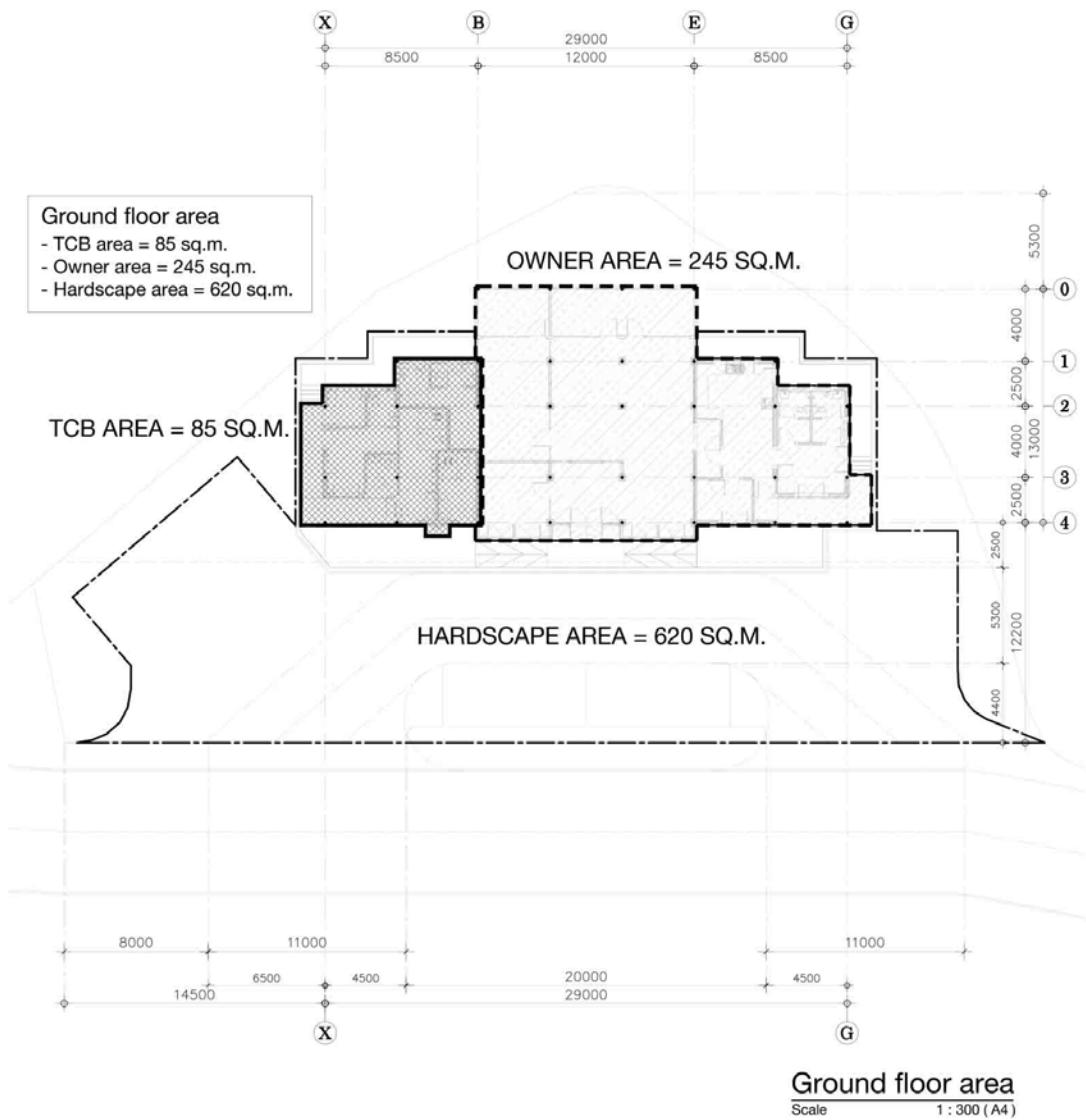 X B E G
29000
8500 12000 8500
Ground floor area
- TCB area = 85 sq.m.
- Owner area = 245 sq.m.
- Hardscape area = 620 sq.m.
5300
OWNER AREA = 245 SQ.M.
0
4000
1
2500
2
TCB AREA = 85 SQ.M.
4000
13000
3
2500
4
2500
5300
12200
HARDSCAPE AREA = 620 SQ.M.
4400
8000 11000 11000
6500 4500 20000 4500
14500 29000
X G
Ground floor area
Scale 1 : 300 ( A4 )